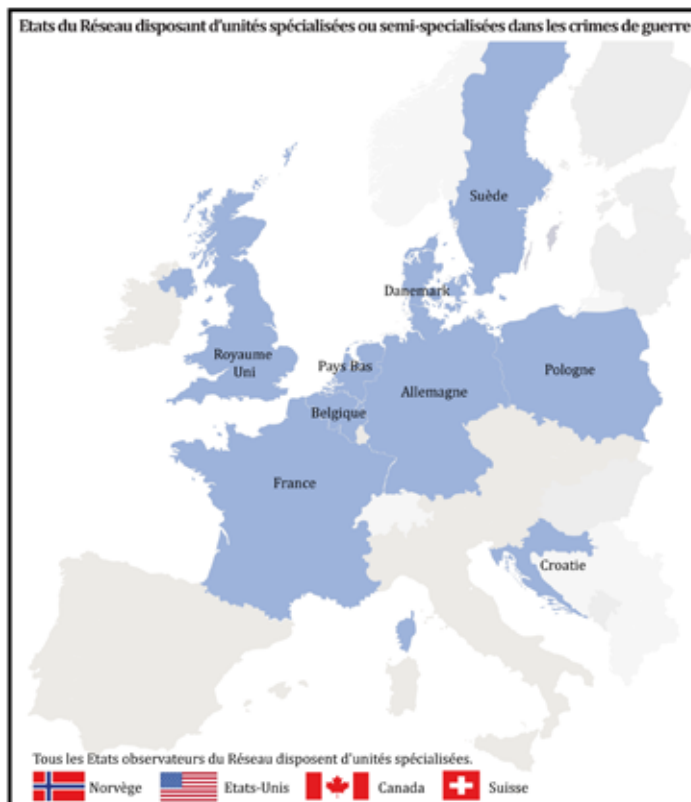 Etats du Réseau disposant d'unités spécialisées ou semi-specialisées dans les crimes de guerre
Suède
Danemark
Royaume
Uni
Pays Bas
Pologne
Allemagne
Belgique
France
Croatie
Tous les Etats observateurs du Réseau disposent d'unités spécialisées.
Norvège Etats-Unis Canada Suisse